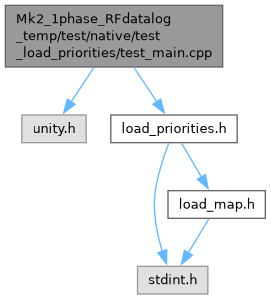 Mk2_1phase_RFdatalog
_temp/test/native/test
_load_priorities/test_main.cpp
unity.h
load_priorities.h
load_map.h
stdint.h